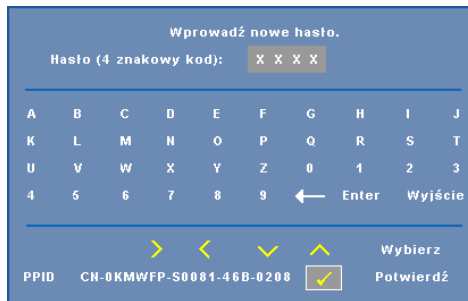 Wprowadź nowe hasło.
Hasło (4 znakowy kod): X X X X
A B C D E F G H I J
K L M N O P Q R S T
U V W X Y Z 0 1 2 3
4 5 6 7 8 9 ← Enter Wyjście
Wybierz
PPID CN-0KMWFP-S0081-46B-0208 ✓ Potwierdź